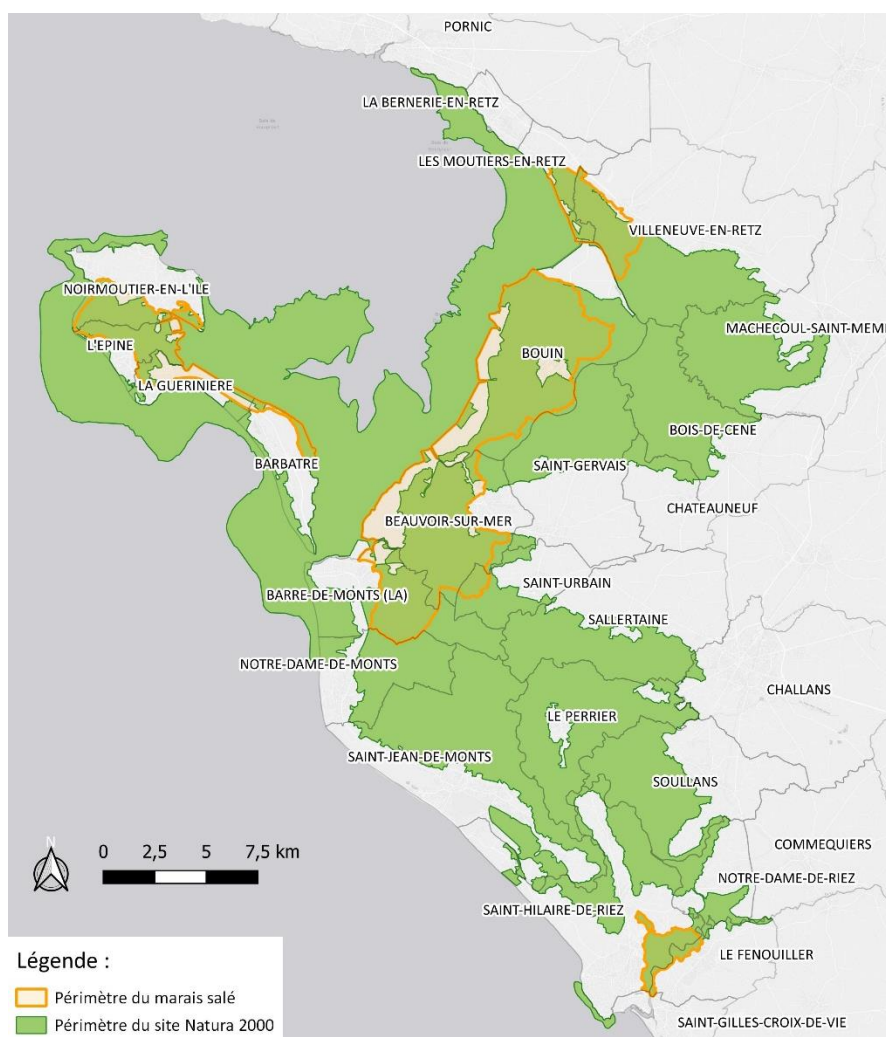 PORNIC
LA BERNERIE-EN-RETZ
LES MOUTIERS-EN-RETZ
VILLENEUVE-EN-RETZ
NOIRMOUTIER-EN-L'ILE
MACHECOUL-SAINT-MEME
L'EPINE
BOUIN
LA GUERINIERE
BOIS-DE-CENE
BARBATRE
SAINT-GERVAIS
CHATEAUNEUF
BEAUVOIR-SUR-MER
SAINT-URBAIN
BARRE-DE-MONTS (LA)
SALLERTAINE
NOTRE-DAME-DE-MONTS
CHALLANS
LE PERRIER
SAINT-JEAN-DE-MONTS
SOULLANS
COMMEQUIERS
N
0 2,5 5 7,5 km
NOTRE-DAME-DE-RIEZ
SAINT-HILAIRE-DE-RIEZ
LE FENOUILLER
Légende :
Périmètre du marais salé
Périmètre du site Natura 2000
SAINT-GILLES-CROIX-DE-VIE